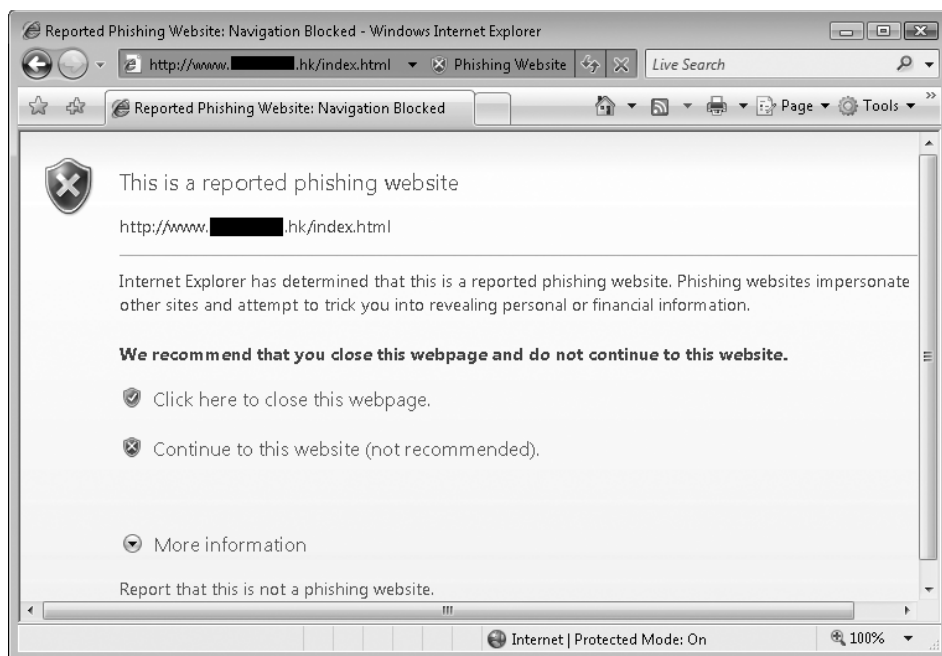 Reported Phishing Website: Navigation Blocked - Windows Internet Explorer
http://www. .hk/index.html Phishing Website Live Search
Reported Phishing Website: Navigation Blocked Page Tools
This is a reported phishing website
http://www. .hk/index.html
Internet Explorer has determined that this is a reported phishing website. Phishing websites impersonate
other sites and attempt to trick you into revealing personal or financial information.
We recommend that you close this webpage and do not continue to this website.
Click here to close this webpage.
Continue to this website (not recommended).
More information
Report that this is not a phishing website.
Internet | Protected Mode: On 100%